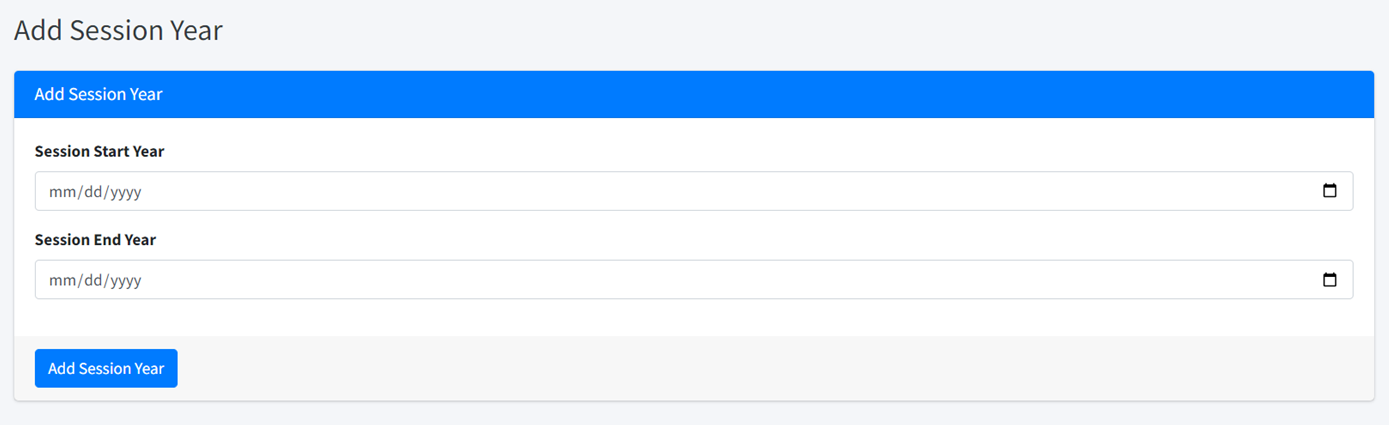 Add Session Year
Add Session Year
Session Start Year
mm/dd/yyyy
Session End Year
mm/dd/yyyy
Add Session Year